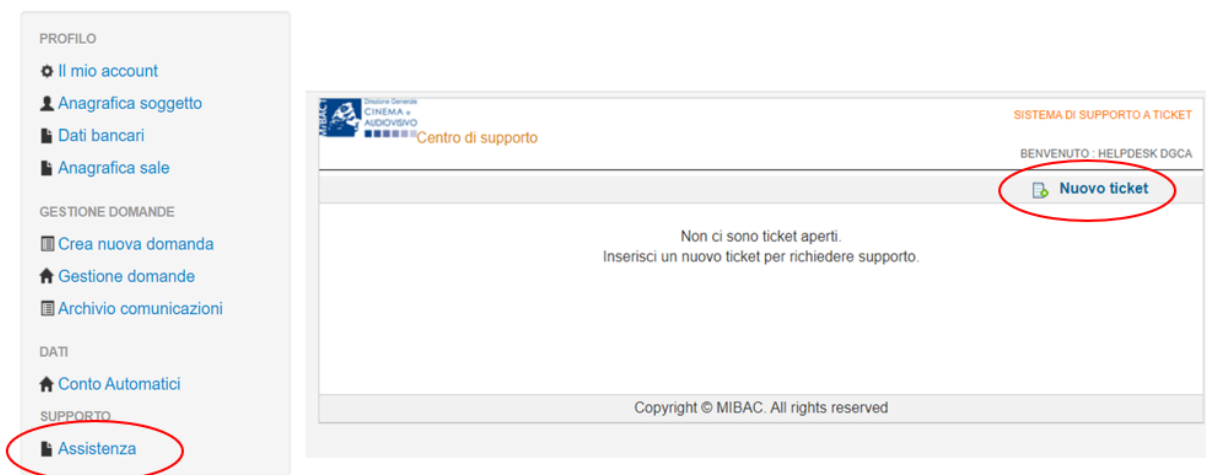 PROFILO
Il mio account
Anagrafica soggetto
Dati bancari
Anagrafica sale
GESTIONE DOMANDE
Crea nuova domanda
Gestione domande
Archivio comunicazioni
DATI
Conto Automatici
SUPPORTO
Assistenza
MIBAC
Direzione Generale
CINEMA e
AUDIOVISIVO
Centro di supporto
SISTEMA DI SUPPORTO A TICKET
BENVENUTO : HELPDESK DGCA
Nuovo ticket
Non ci sono ticket aperti.
Inserisci un nuovo ticket per richiedere supporto.
Copyright © MIBAC. All rights reserved